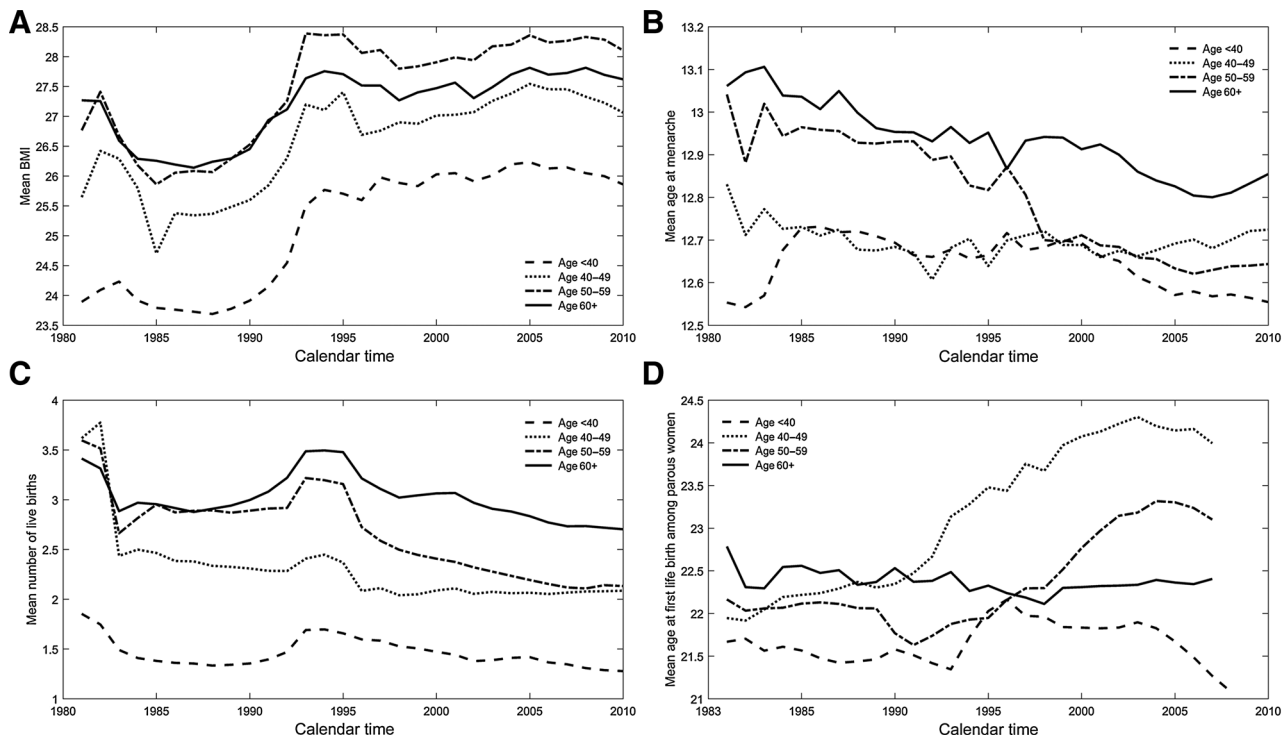 A
Mean BMI
28.5
28
27.5
27
26.5
26
25.5
25
24.5
24
23.5
1980
1985
1990
1995
2000
2005
2010
Calendar time
Age <40
Age 40–49
Age 50–59
Age 60+
B
Mean age at menarche
13.2
13.1
13
12.9
12.8
12.7
12.6
12.5
1980
1985
1990
1995
2000
2005
2010
Calendar time
Age <40
Age 40–49
Age 50–59
Age 60+
C
Mean number of live births
4
3.5
3
2.5
2
1.5
1
1980
1985
1990
1995
2000
2005
2010
Calendar time
Age <40
Age 40–49
Age 50–59
Age 60+
D
Mean age at first life birth among parous women
24.5
24
23.5
23
22.5
22
21.5
21
1983
1985
1990
1995
2000
2005
2010
Calendar time
Age <40
Age 40–49
Age 50–59
Age 60+